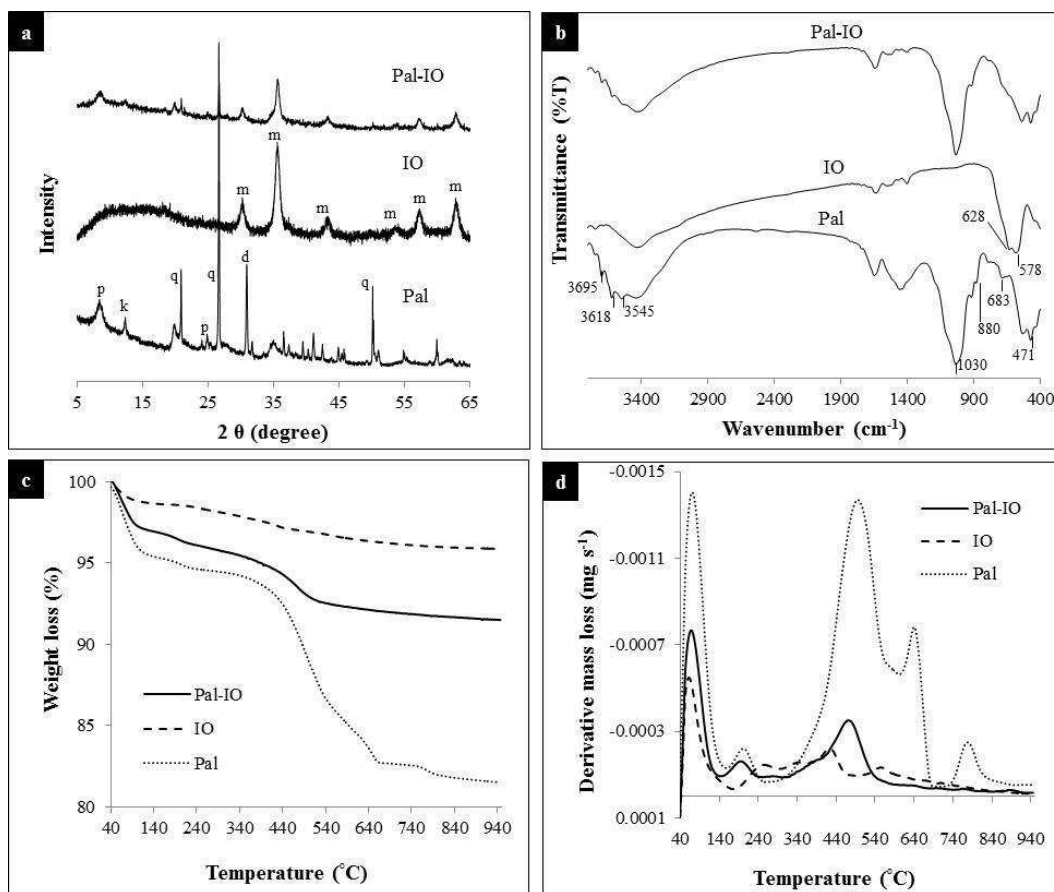 a
Pal-IO
IO
m
m
m
m
m
m
d
q
q
q
p
k
p
Pal
Intensity
5 15 25 35 45 55 65
2 θ (degree)
b
Pal-IO
IO
Pal
628
578
3695
3618
3545
880
683
1030
471
Transmittance (%T)
3400 2900 2400 1900 1400 900 400
Wavenumber (cm-1)
c
100
95
90
85
80
Weight loss (%)
Pal-IO
IO
Pal
40 140 240 340 440 540 640 740 840 940
Temperature (°C)
d
-0.0015
-0.0011
-0.0007
-0.0003
0.0001
Derivative mass loss (mg s-1)
Pal-IO
IO
Pal
40 140 240 340 440 540 640 740 840 940
Temperature (°C)